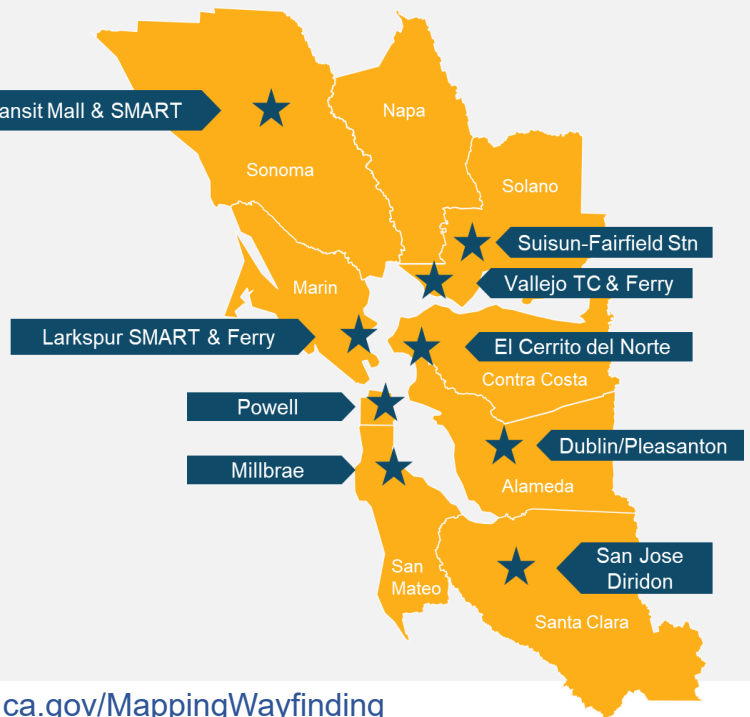 Napa
ansit Mall & SMART
Sonoma
Solano
Suisun-Fairfield Stn
Marin
Vallejo TC & Ferry
Larkspur SMART & Ferry
El Cerrito del Norte
Contra Costa
Powell
Dublin/Pleasanton
Millbrae
Alameda
San
Mateo
San Jose
Diridon
Santa Clara
ca.gov/MappingWayfinding